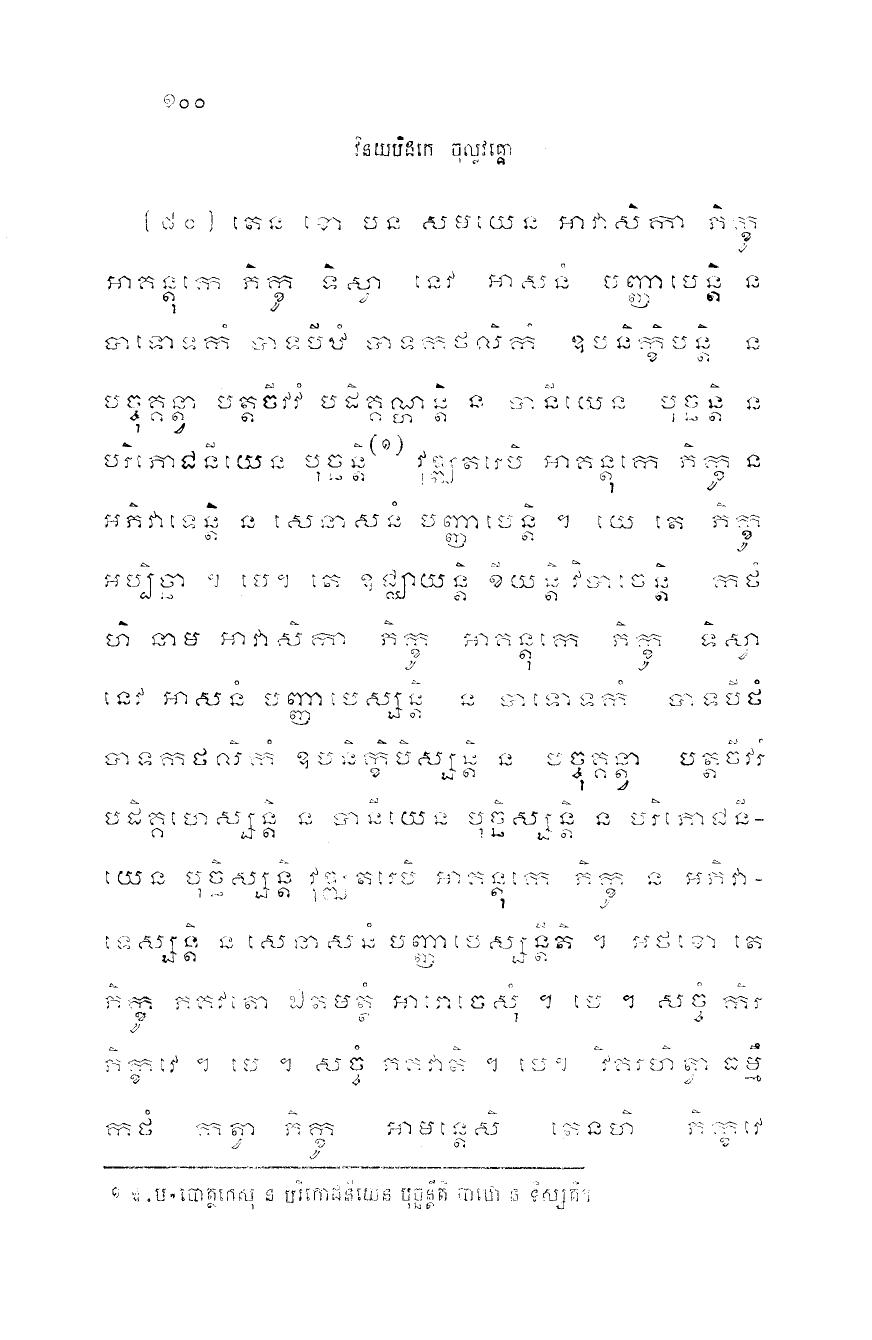 ១០០
វិនយបិដកេ ចុល្លវគ្គោ
[៨០] តេន ខោ បន សមយេន អាវាសិកា ភិក្ខូ
អាគន្តុកេ ភិក្ខូ ទិស្វា នេវ អាសនំ បញ្ញាបេន្តិ ន
បាទោទកំ បាទបីឋំ បាទកថលិកំ ឧបនិក្ខិបន្តិ ន
បច្ចុគ្គន្ត្វា បត្តចីវរំ បដិគ្គណ្ហន្តិ ន បានីយេន បុច្ឆន្តិ ន
បរិភោជនីយេន បុច្ឆន្តិ(១) វុឌ្ឍតរេបិ អាគន្តុកេ ភិក្ខូ ន
អភិវាទេន្តិ ន សេនាសនំ បញ្ញាបេន្តិ ។ យេ តេ ភិក្ខូ
អប្បិច្ឆា ។ បេ។ តេ ឧជ្ឈាយន្តិ ខីយន្តិ វិបាចេន្តិ កថំ
ហិ នាម អាវាសិកា ភិក្ខូ អាគន្តុកេ ភិក្ខូ ទិស្វា
នេវ អាសនំ បញ្ញាបេស្សន្តិ ន បាទោទកំ បាទបីឋំ
បាទកថលិកំ ឧបនិក្ខិបិស្សន្តិ ន បច្ចុគ្គន្ត្វា បត្តចីវរំ
បដិគ្គហេស្សន្តិ ន បានីយេន បុច្ឆិស្សន្តិ ន បរិភោជនី-
យេន បុច្ឆិស្សន្តិ វុឌ្ឍតរេបិ អាគន្តុកេ ភិក្ខូ ន អភិវា-
ទេស្សន្តិ ន សេនាសនំ បញ្ញាបេស្សន្តីតិ ។ អថខោ តេ
ភិក្ខូ ភគវតោ ឯតមត្ថំ អារោចេសុំ ។ បេ ។ សច្ចំ កិរ
ភិក្ខវេ ។ បេ ។ សច្ចំ ភគវាតិ ។ បេ។ វិគរហិត្វា ធម្មឹ
កថំ កត្វា ភិក្ខូ អាមន្តេសិ តេនហិ ភិក្ខវេ
១ ឱ.ម.បោត្ថកេសុ ន បរិភោជនីយេន បុច្ឆន្តីតិ បាឋោ ន ទិស្សតិ។